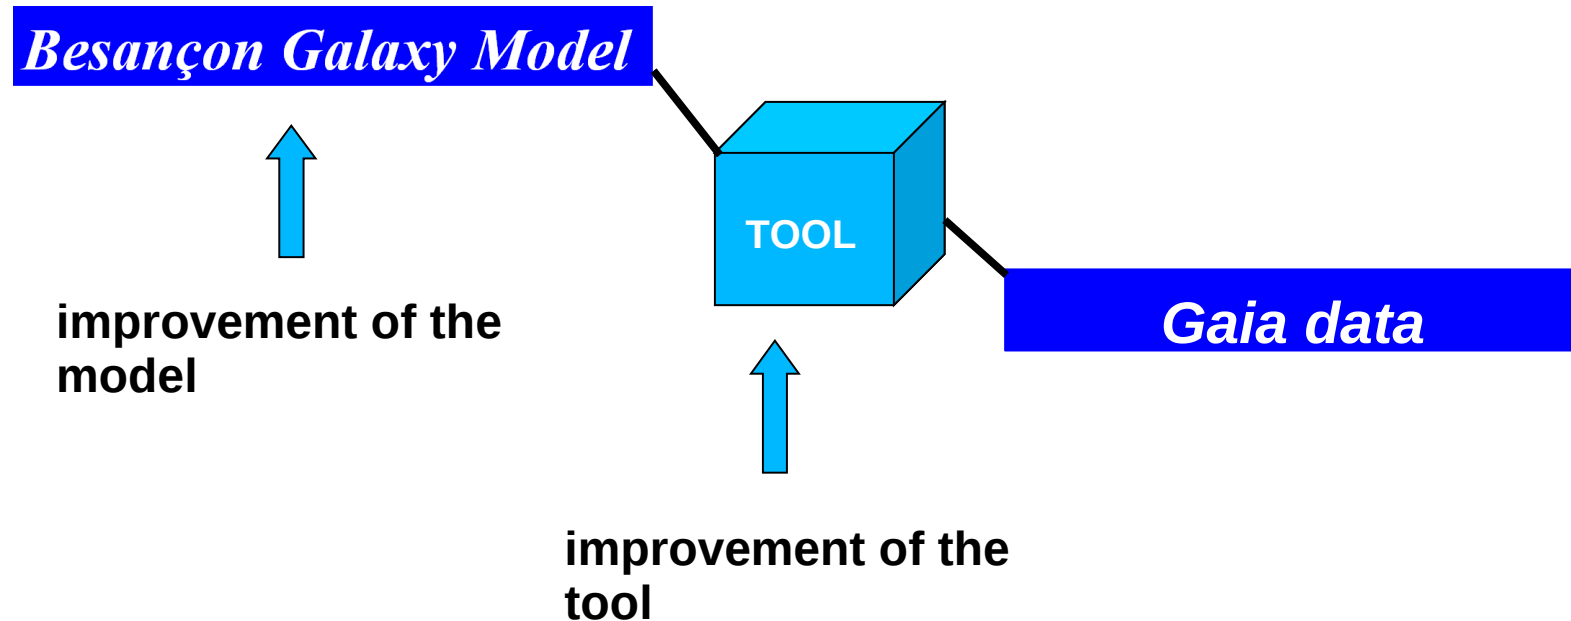 Besançon Galaxy Model
TOOL
Gaia data
improvement of the
model
improvement of the
tool